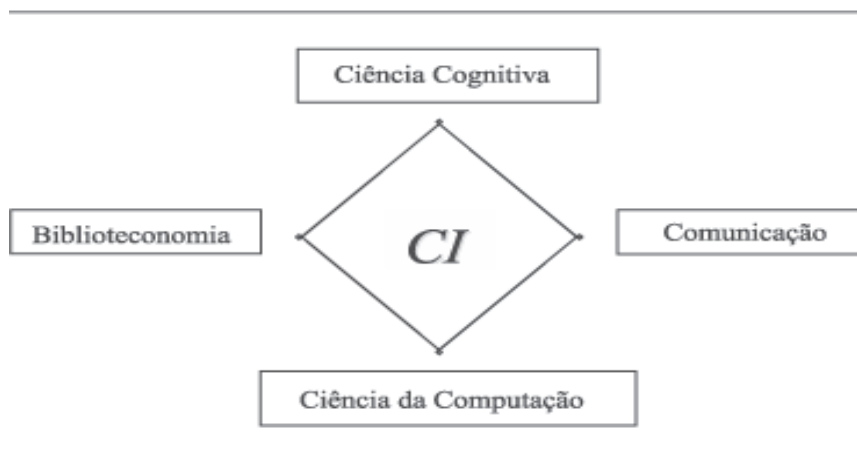 Ciência Cognitiva
Biblioteconomia
CI
Comunicação
Ciência da Computação